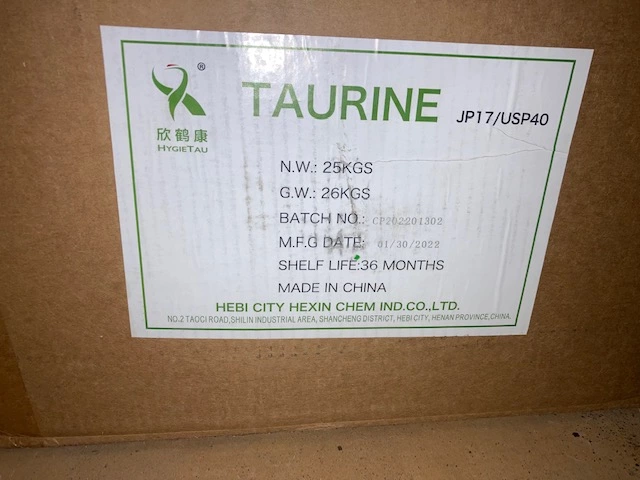 ®
TAURINE JP17/USP40
欣鹤康
HYGIETAU
N.W.: 25KGS
G.W.: 26KGS
BATCH NO.: CP202201302
M.F.G DATE: 01/30/2022
SHELF LIFE:36 MONTHS
MADE IN CHINA
HEBI CITY HEXIN CHEM IND.CO.,LTD.
NO.2 TAOCI ROAD,SHILIN INDUSTRIAL AREA, SHANCHENG DISTRICT, HEBI CITY, HENAN PROVINCE,CHINA.